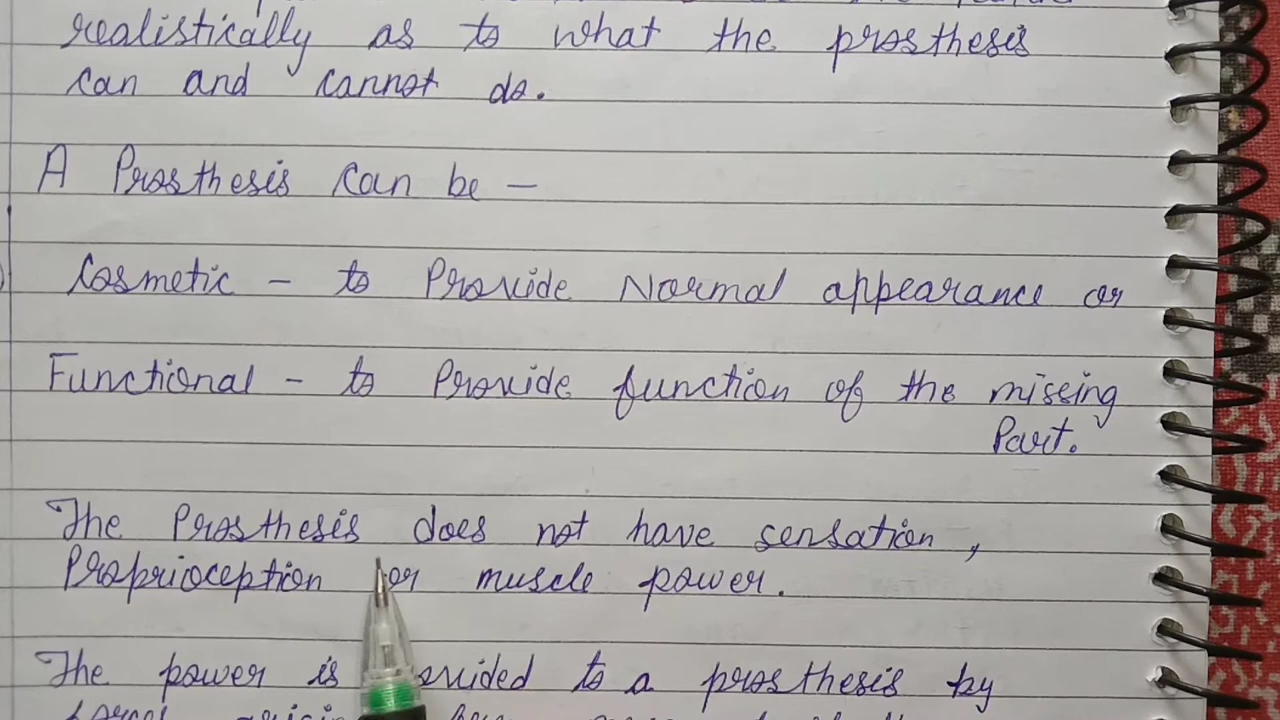 realistically as to what the prosthesis
can and cannot do.
A Prosthesis can be —
Cosmetic - to Provide Normal appearance or
Functional - to Provide function of the missing
Part.
The Prosthesis does not have sensation,
Proprioception or muscle power.
The power is to a prosthesis by